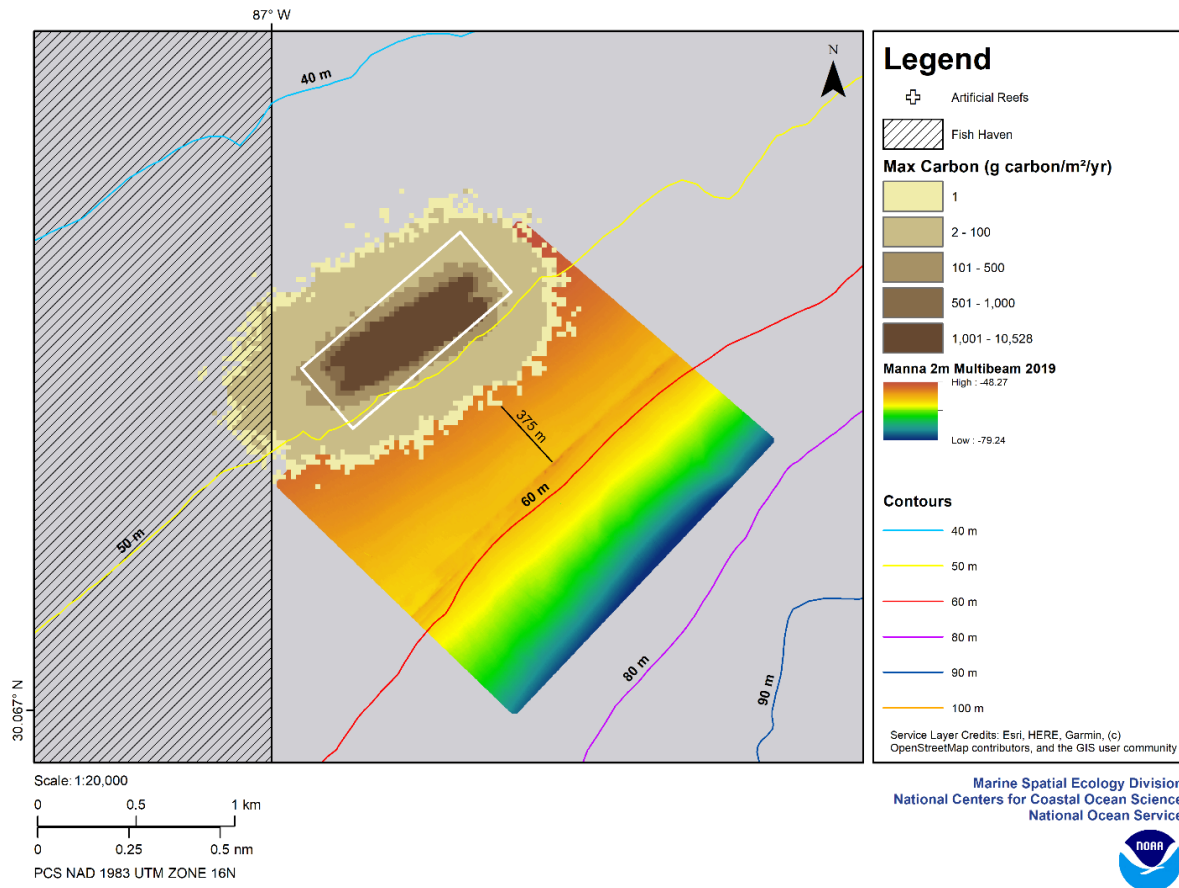 87° W
N
40 m
375 m
60 m
50 m
80 m
90 m
30.067° N
Legend
Artificial Reefs
Fish Haven
Max Carbon (g carbon/m²/yr)
1
2 - 100
101 - 500
501 - 1,000
1,001 - 10,528
Manna 2m Multibeam 2019
High : -48.27
Low : -79.24
Contours
40 m
50 m
60 m
80 m
90 m
100 m
Service Layer Credits: Esri, HERE, Garmin, (c)
OpenStreetMap contributors, and the GIS user community
Scale: 1:20,000
0 0.5 1 km
0 0.25 0.5 nm
PCS NAD 1983 UTM ZONE 16N
Marine Spatial Ecology Division
National Centers for Coastal Ocean Science
National Ocean Service
NOAA